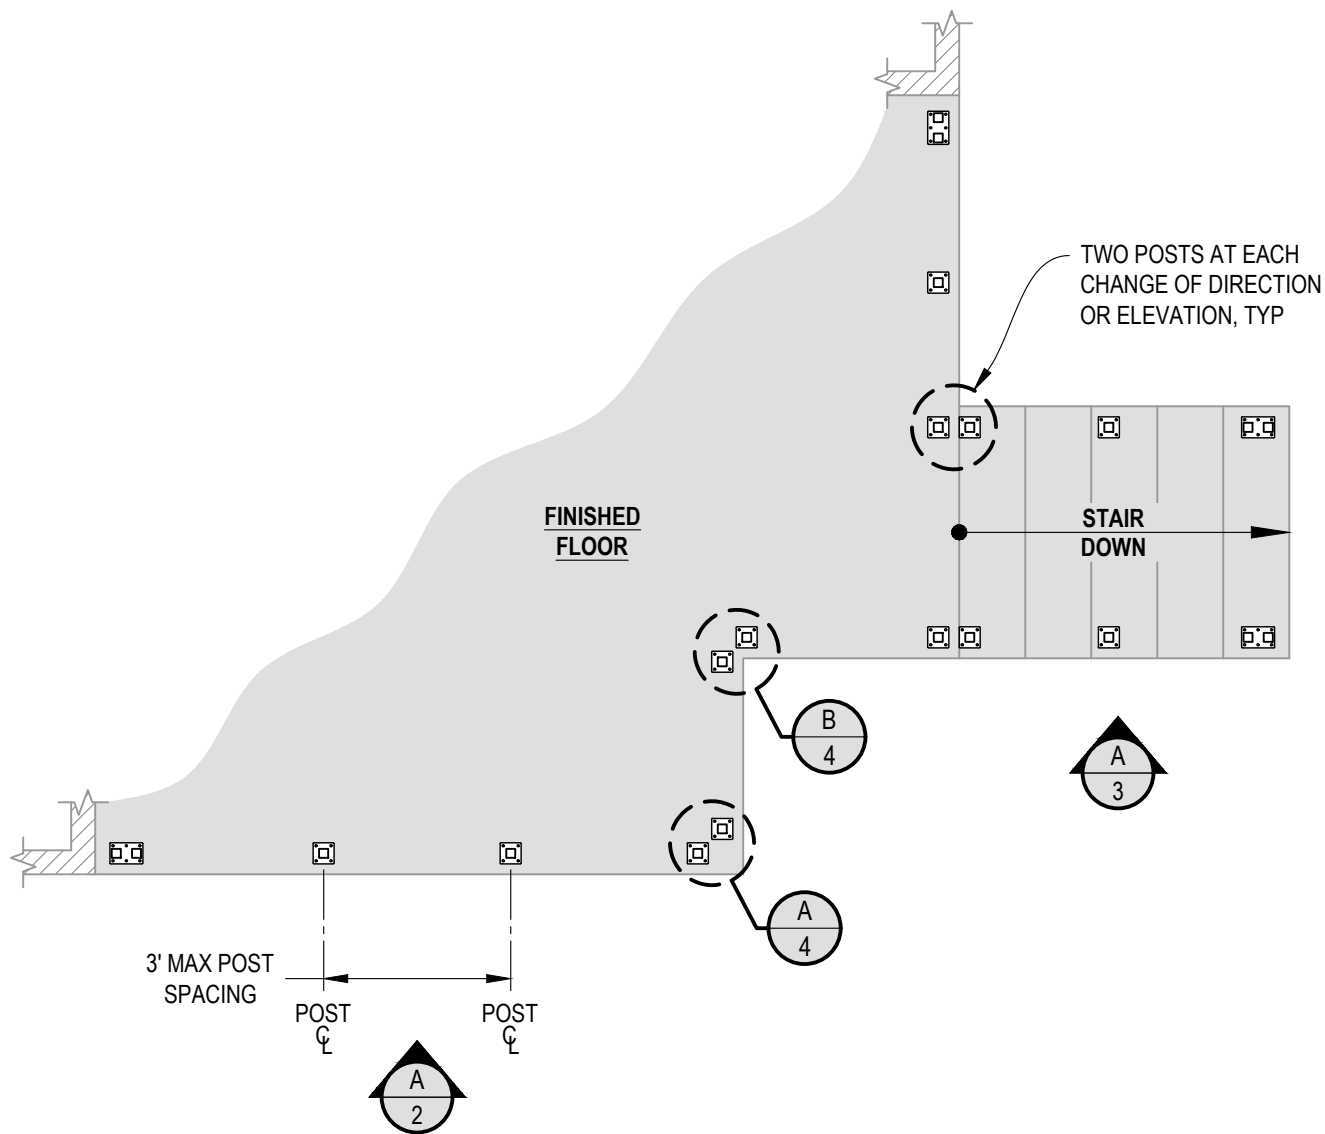 TWO POSTS AT EACH
CHANGE OF DIRECTION
OR ELEVATION, TYP
FINISHED
FLOOR
STAIR
DOWN
B
4
A
3
A
4
3' MAX POST
SPACING
POST
℄
POST
℄
A
2